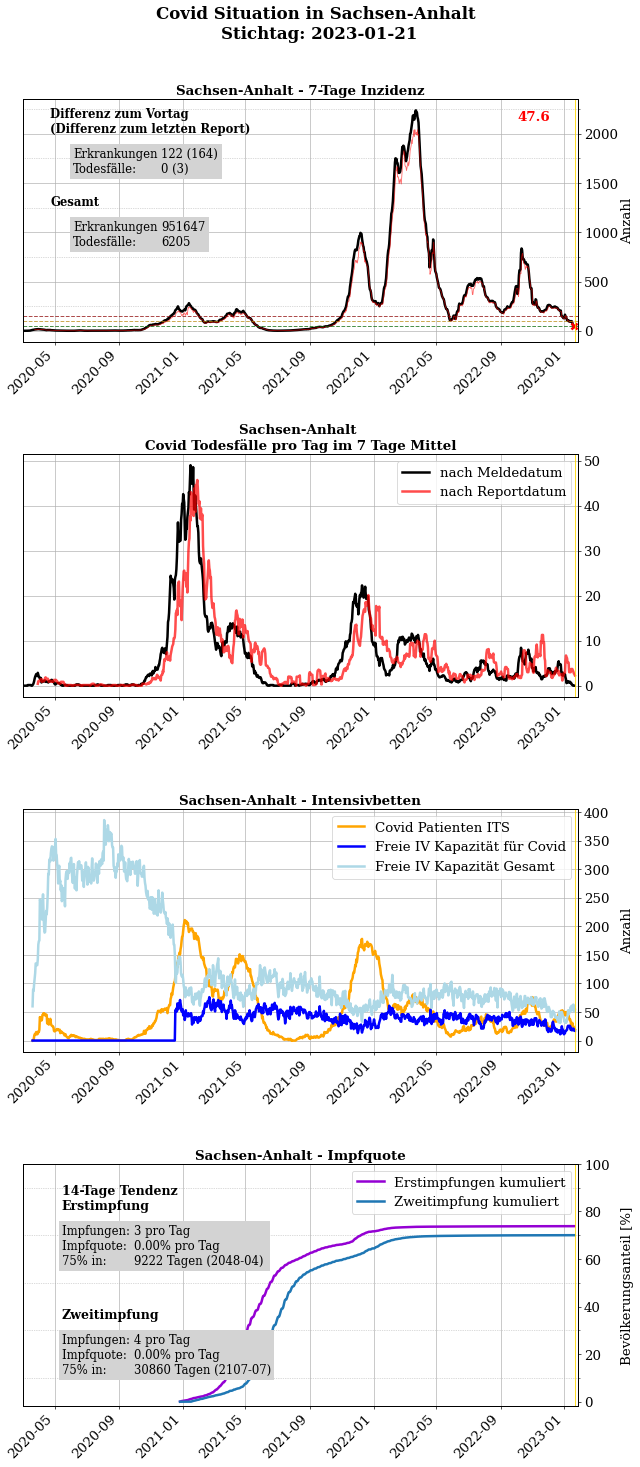 Covid Situation in Sachsen-Anhalt
Stichtag: 2023-01-21
Sachsen-Anhalt - 7-Tage Inzidenz
Differenz zum Vortag
(Differenz zum letzten Report)
Erkrankungen 122 (164)
Todesfälle: 0 (3)
Gesamt
Erkrankungen 951647
Todesfälle: 6205
47.6
2000
1500
1000
500
0
Anzahl
2020-05 2020-09 2021-01 2021-05 2021-09 2022-01 2022-05 2022-09 2023-01
Sachsen-Anhalt
Covid Todesfälle pro Tag im 7 Tage Mittel
nach Meldedatum
nach Reportdatum
50
40
30
20
10
0
2020-05 2020-09 2021-01 2021-05 2021-09 2022-01 2022-05 2022-09 2023-01
Sachsen-Anhalt - Intensivbetten
Covid Patienten ITS
Freie IV Kapazität für Covid
Freie IV Kapazität Gesamt
400
350
300
250
200
150
100
50
0
Anzahl
2020-05 2020-09 2021-01 2021-05 2021-09 2022-01 2022-05 2022-09 2023-01
Sachsen-Anhalt - Impfquote
14-Tage Tendenz
Erstimpfung
Impfungen: 3 pro Tag
Impfquote: 0.00% pro Tag
75% in: 9222 Tagen (2048-04)
Zweitimpfung
Impfungen: 4 pro Tag
Impfquote: 0.00% pro Tag
75% in: 30860 Tagen (2107-07)
Erstimpfungen kumuliert
Zweitimpfung kumuliert
100
80
60
40
20
0
Bevölkerungsanteil [%]
2020-05 2020-09 2021-01 2021-05 2021-09 2022-01 2022-05 2022-09 2023-01